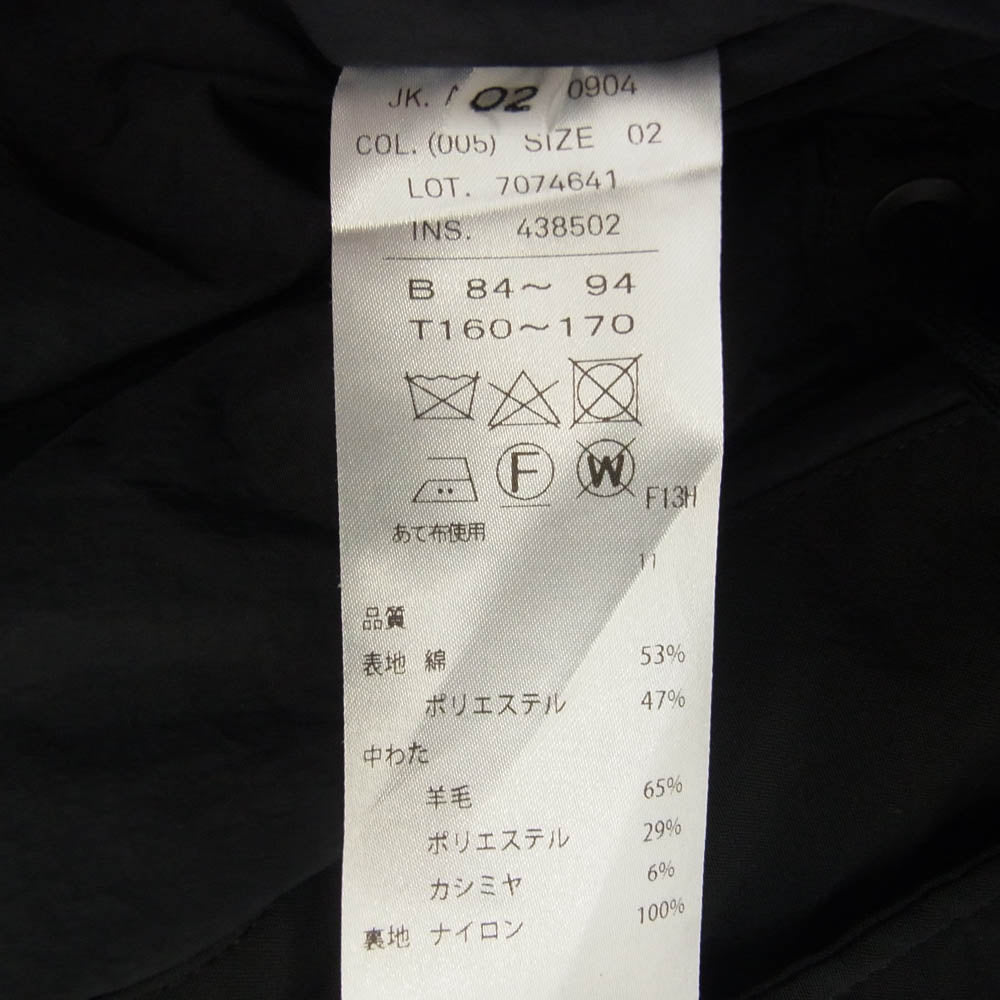 JK. 02 0904
COL. (005) SIZE 02
LOT. 7074641
INS. 438502
B 84～ 94
T160～170
F W F13H
あて布使用
11
品質
表地 綿 53%
ポリエステル 47%
中わた
羊毛 65%
ポリエステル 29%
カシミヤ 6%
裏地 ナイロン 100%